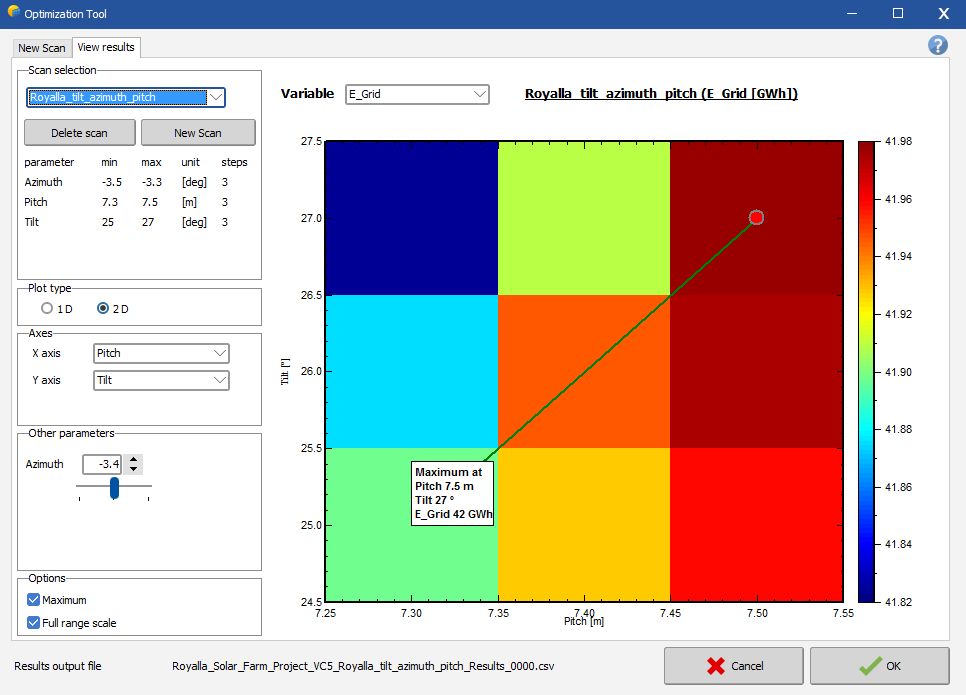 Optimization Tool
New Scan View results
Scan selection
Royalla_tilt_azimuth_pitch
Delete scan New Scan
parameter min max unit steps
Azimuth -3.5 -3.3 [deg] 3
Pitch 7.3 7.5 [m] 3
Tilt 25 27 [deg] 3
Plot type
1D 2D
Axes
X axis Pitch
Y axis Tilt
Other parameters
Azimuth -3.4
Options
Maximum
Full range scale
Variable E_Grid Royalla_tilt_azimuth_pitch (E_Grid [GWh])
27.5
27.0
26.5
26.0
25.5
25.0
24.5
Tilt [°]
Maximum at
Pitch 7.5 m
Tilt 27 °
E_Grid 42 GWh
7.25 7.30 7.35 7.40 7.45 7.50 7.55
Pitch [m]
41.98
41.96
41.94
41.92
41.90
41.88
41.86
41.84
41.82
Results output file Royalla_Solar_Farm_Project_VC5_Royalla_tilt_azimuth_pitch_Results_0000.csv
Cancel OK